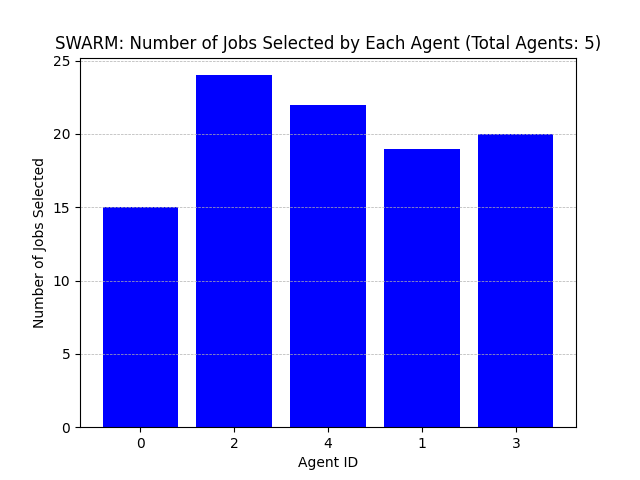 SWARM: Number of Jobs Selected by Each Agent (Total Agents: 5)
25
20
15
10
5
0
Number of Jobs Selected
0 2 4 1 3
Agent ID